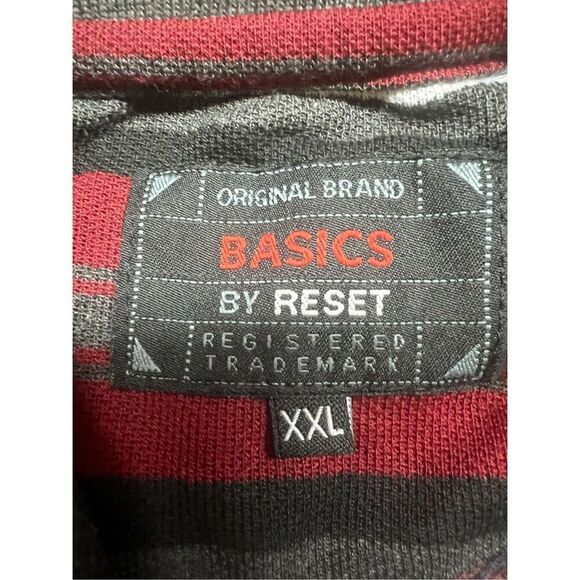 ORIGINAL BRAND
BASICS
BY RESET
REGISTERED
TRADEMARK
XXL